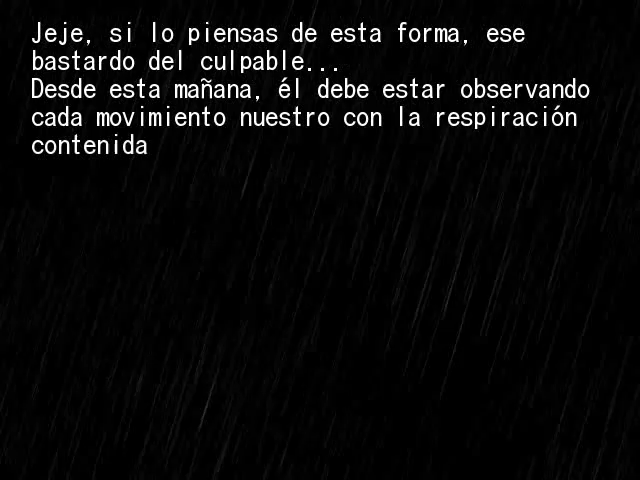 Jeje, si lo piensas de esta forma, ese
bastardo del culpable...
Desde esta mañana, él debe estar observando
cada movimiento nuestro con la respiración
contenida